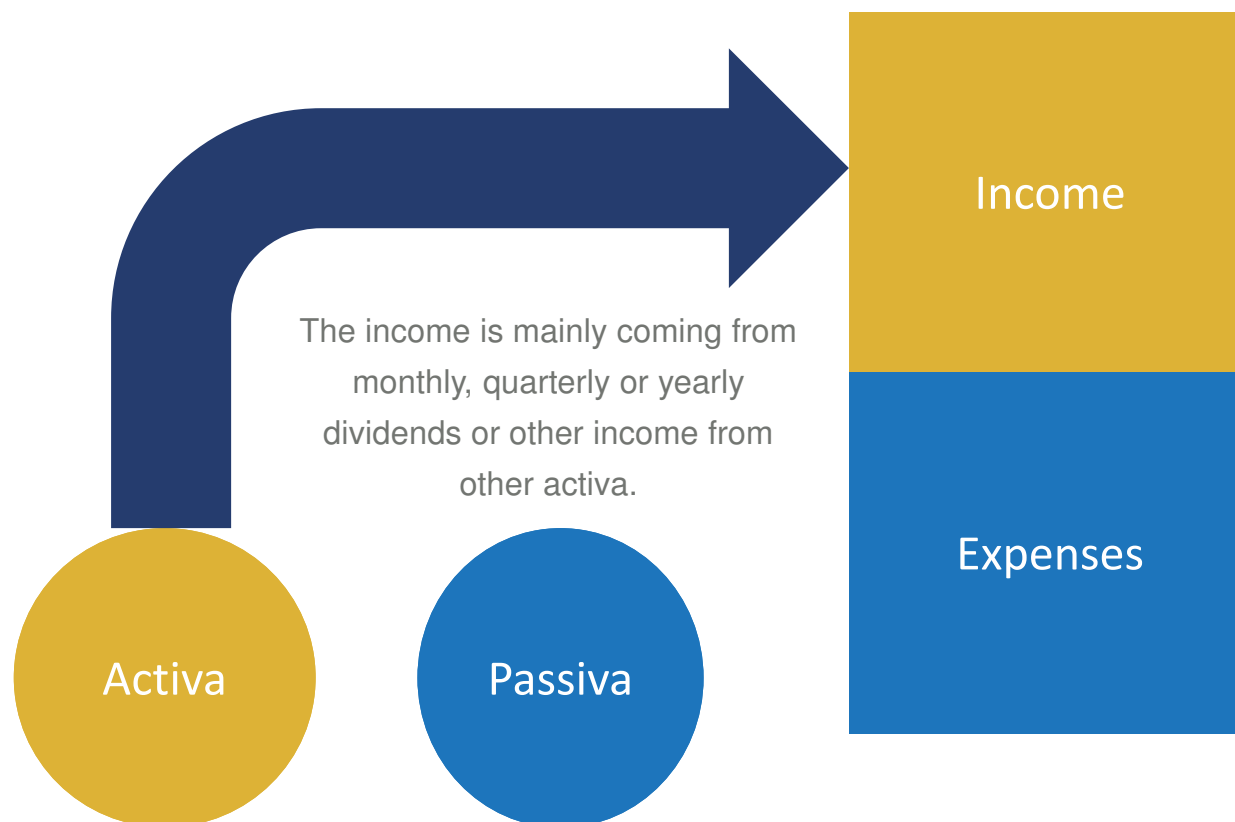 Income
The income is mainly coming from
monthly, quarterly or yearly
dividends or other income from
other activa.
Expenses
Activa
Passiva